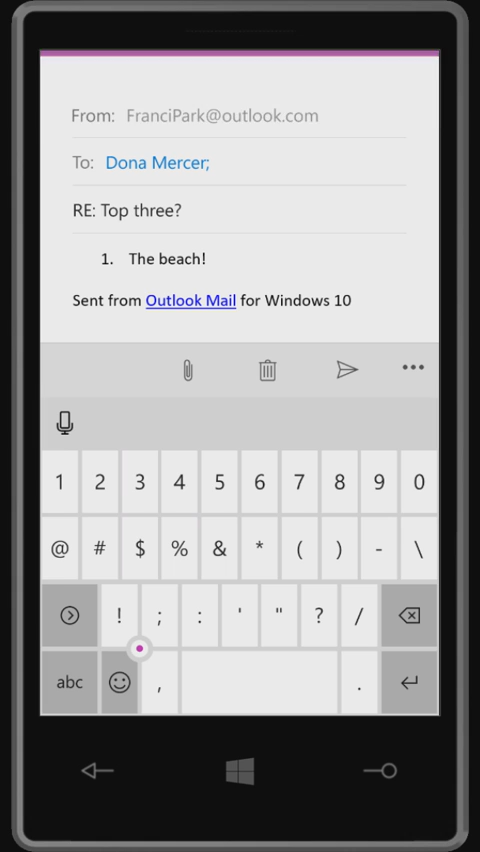 From: FranciPark@outlook.com
To: Dona Mercer;
RE: Top three?
1. The beach!
Sent from Outlook Mail for Windows 10
1 2 3 4 5 6 7 8 9 0
@ # $ % & * ( ) - \
! ; : ' " ? /
abc , .